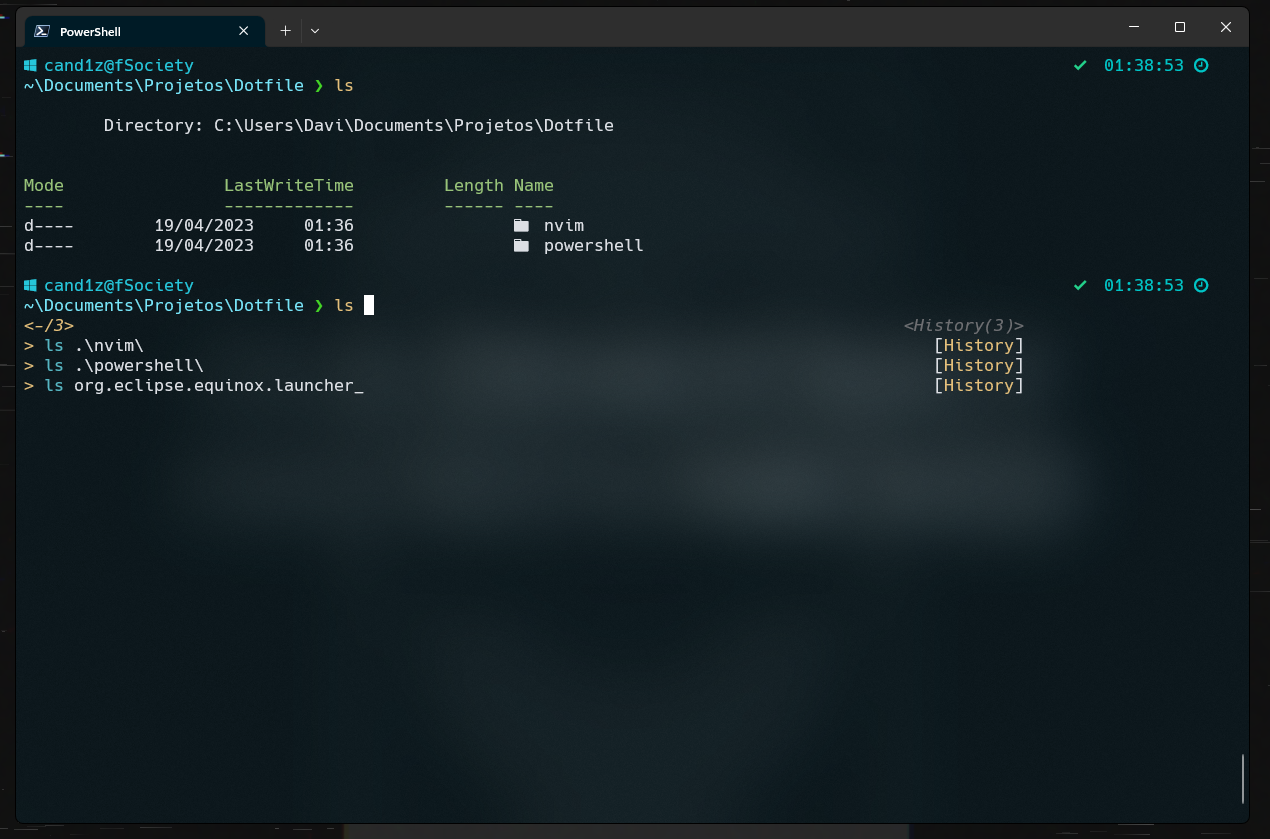 PowerShell
cand1z@fSociety 01:38:53
~\Documents\Projetos\Dotfile ❯ ls
Directory: C:\Users\Davi\Documents\Projetos\Dotfile
Mode LastWriteTime Length Name
---- ------------- ------ ----
d---- 19/04/2023 01:36 nvim
d---- 19/04/2023 01:36 powershell
cand1z@fSociety 01:38:53
~\Documents\Projetos\Dotfile ❯ ls
<-/3> <History(3)>
> ls .\nvim\ [History]
> ls .\powershell\ [History]
> ls org.eclipse.equinox.launcher_ [History]